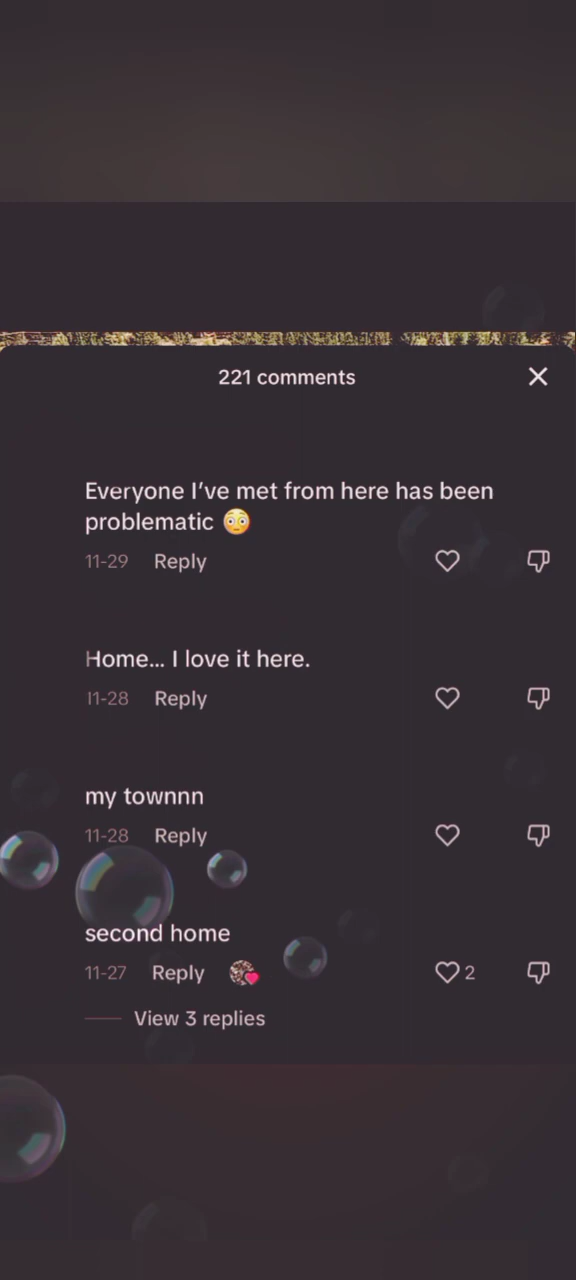 221 comments
Everyone I've met from here has been
problematic 😳
11-29 Reply
Home... I love it here.
11-28 Reply
my townnn
11-28 Reply
second home
11-27 Reply
2
View 3 replies